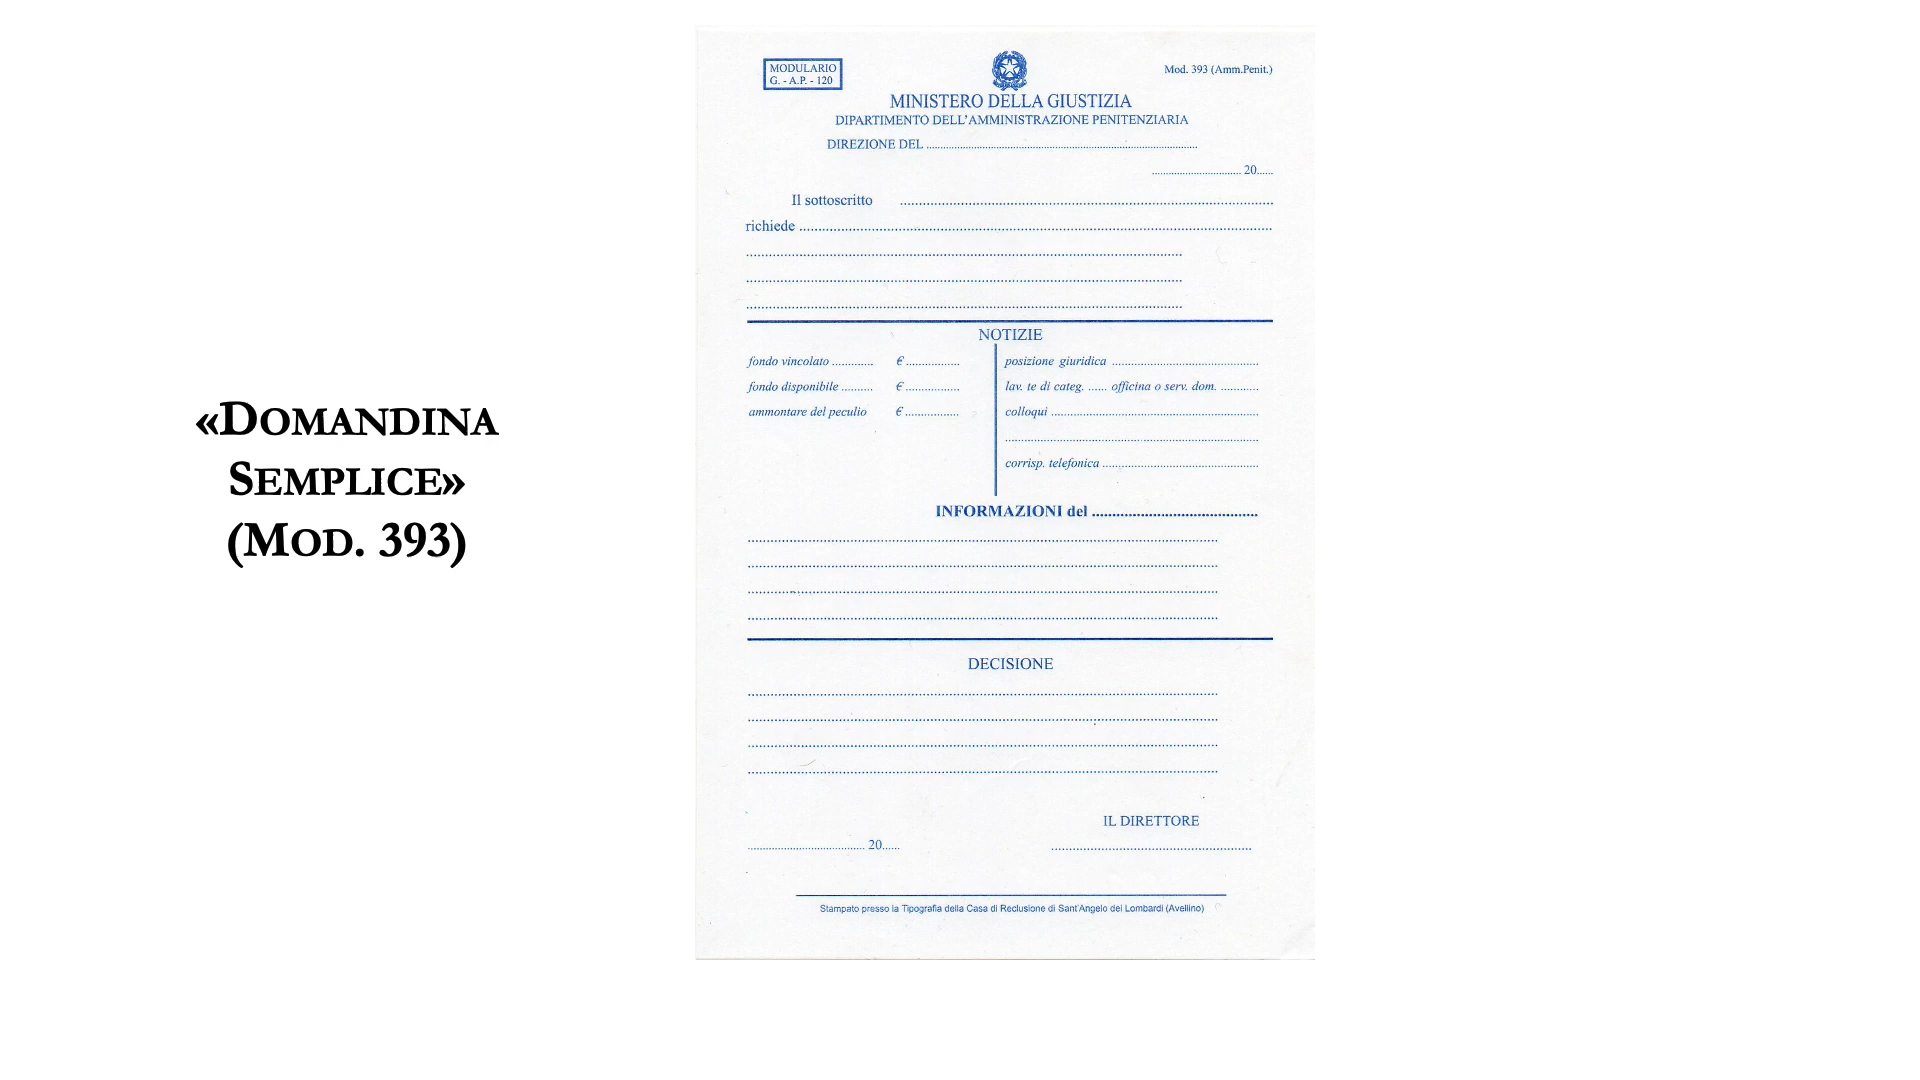 «DOMANDINA
SEMPLICE»
(MOD. 393)
MODULARIO
G. - A.P. - 120
Mod. 393 (Amm.Penit.)
MINISTERO DELLA GIUSTIZIA
DIPARTIMENTO DELL'AMMINISTRAZIONE PENITENZIARIA
DIREZIONE DEL ..........
.......... 20......
Il sottoscritto ..........
richiede ..........
NOTIZIE
fondo vincolato ............. € .................
fondo disponibile .......... € .................
ammontare del peculio € .................
posizione giuridica ..........
lav. te di categ. ...... officina o serv. dom. ............
colloqui ..........
corrisp. telefonica ..........
INFORMAZIONI del ..........
DECISIONE
IL DIRETTORE
.......... 20......
Stampato presso la Tipografia della Casa di Reclusione di Sant'Angelo dei Lombardi (Avellino)